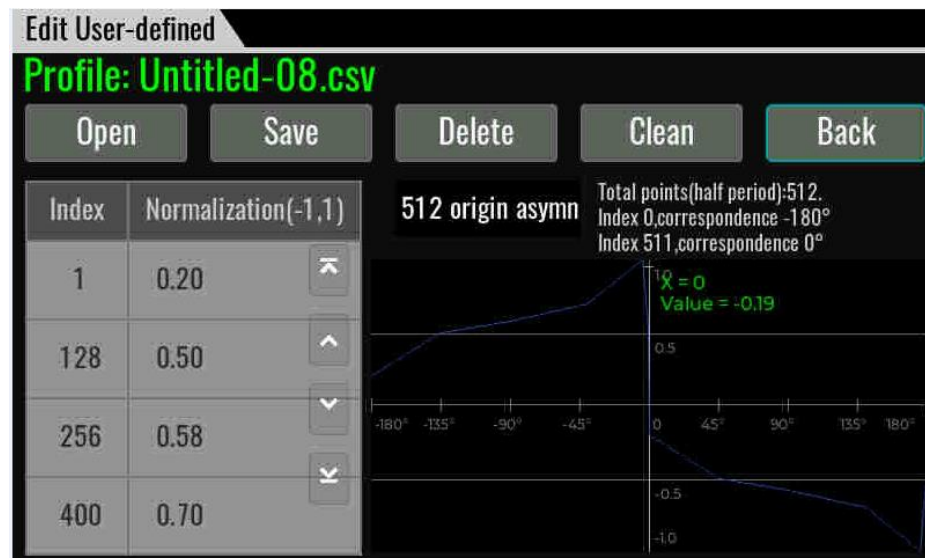 Edit User-defined
Profile: Untitled-08.csv
Open Save Delete Clean Back
Index Normalization(-1,1)
1 0.20
128 0.50
256 0.58
400 0.70
512 origin asymn
Total points(half period):512.
Index 0,correspondence -180°
Index 511,correspondence 0°
1.0
X = 0
Value = -0.19
0.5
-180° -135° -90° -45° 0 45° 90° 135° 180°
-0.5
-1.0